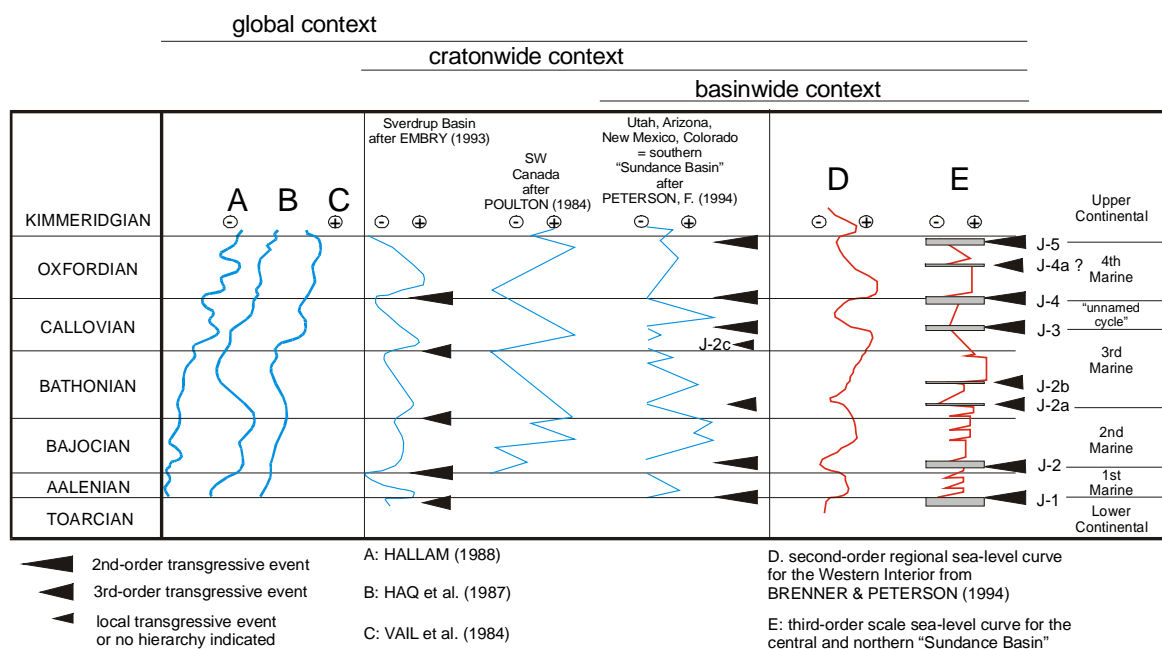 global context
cratonwide context
basinwide context
Sverdrup Basin
after EMBRY (1993)
SW
Canada
after
POULTON (1984)
Utah, Arizona,
New Mexico, Colorado
= southern
“Sundance Basin”
after
PETERSON, F. (1994)
A B C
D
E
- +
- +
- +
- +
- +
- +
KIMMERIDGIAN
OXFORDIAN
CALLOVIAN
BATHONIAN
BAJOCIAN
AALENIAN
TOARCIAN
J-2c
J-5
J-4a ?
J-4
J-3
J-2b
J-2a
J-2
J-1
Upper
Continental
4th
Marine
“unnamed
cycle”
3rd
Marine
2nd
Marine
1st
Marine
Lower
Continental
2nd-order transgressive event
3rd-order transgressive event
local transgressive event
or no hierarchy indicated
A: HALLAM (1988)
B: HAQ et al. (1987)
C: VAIL et al. (1984)
D. second-order regional sea-level curve
for the Western Interior from
BRENNER & PETERSON (1994)
E: third-order scale sea-level curve for the
central and northern “Sundance Basin”